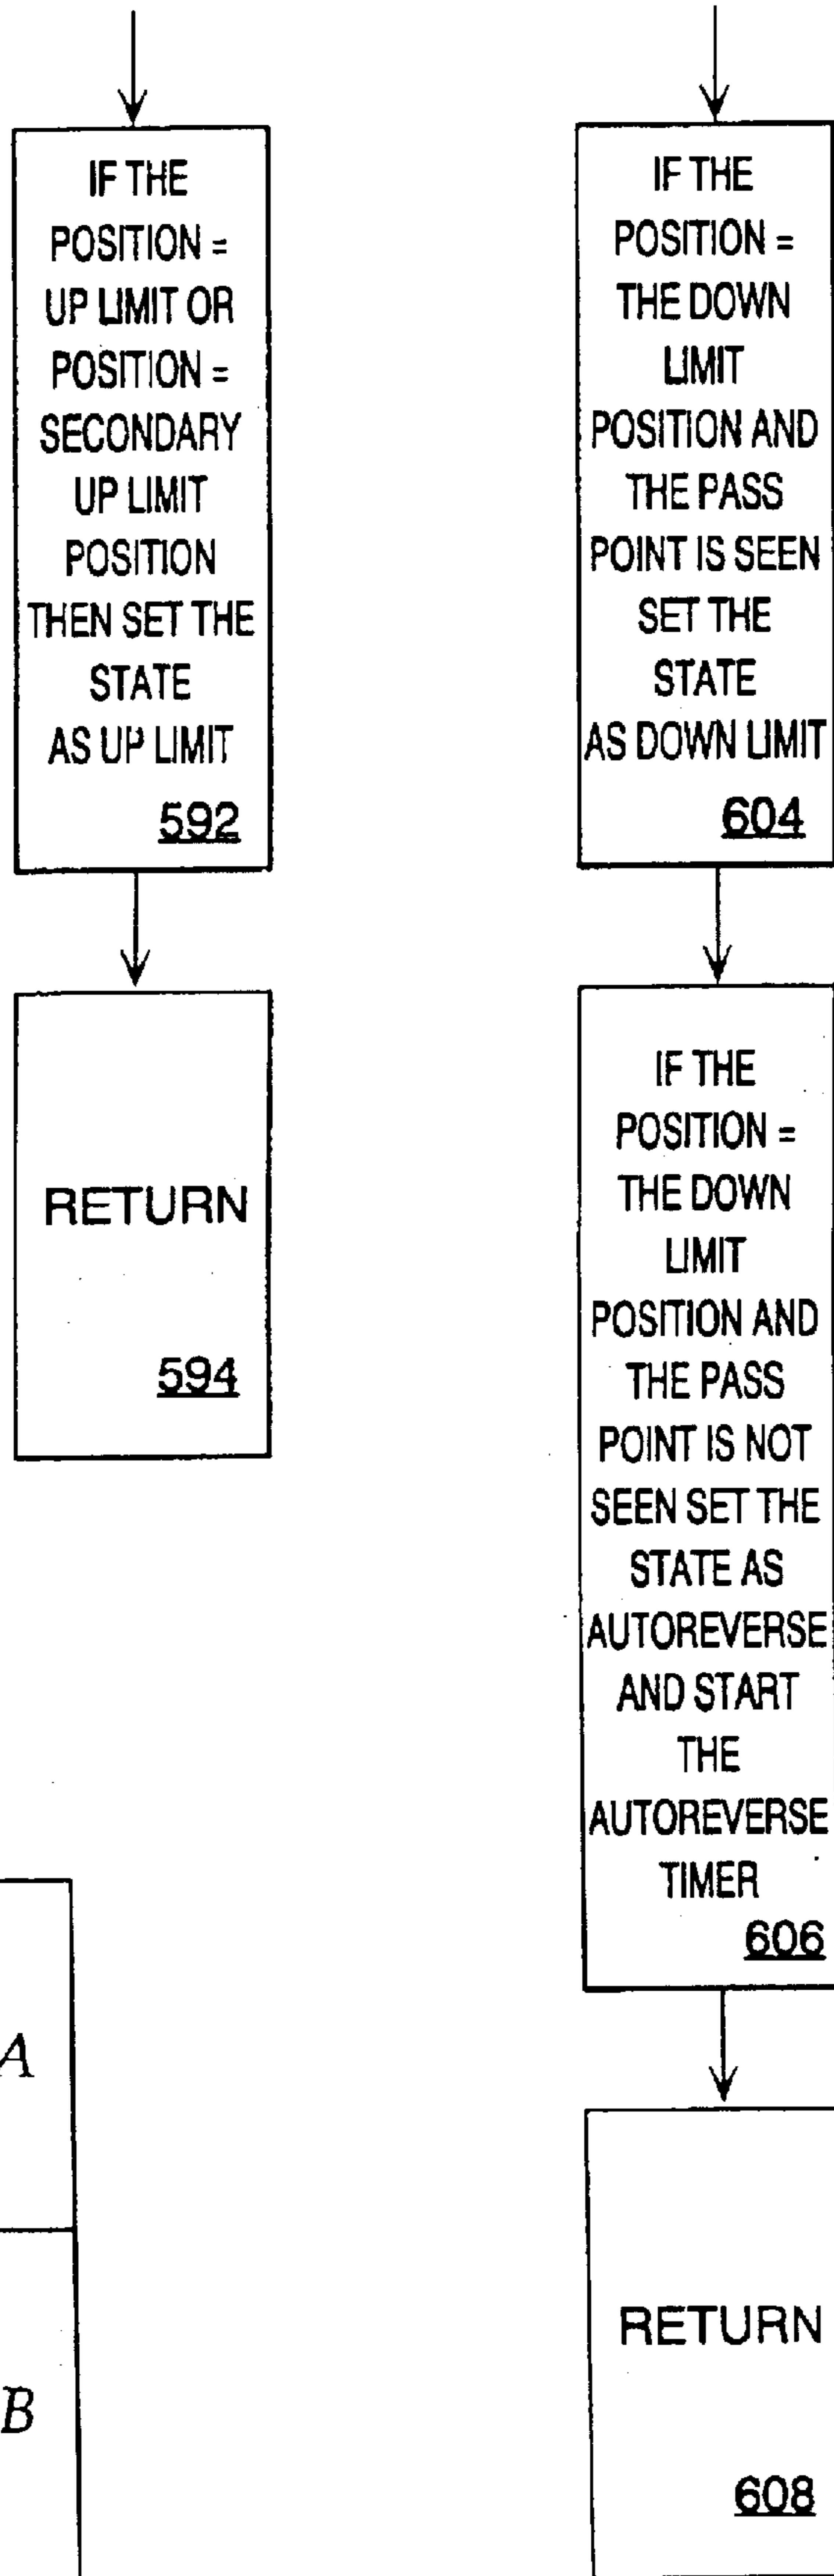 IF THE
POSITION =
UP LIMIT OR
POSITION =
SECONDARY
UP LIMIT
POSITION
THEN SET THE
STATE
AS UP LIMIT
592
RETURN
594
A
B
IF THE
POSITION =
THE DOWN
LIMIT
POSITION AND
THE PASS
POINT IS SEEN
SET THE
STATE
AS DOWN LIMIT
604
IF THE
POSITION =
THE DOWN
LIMIT
POSITION AND
THE PASS
POINT IS NOT
SEEN SET THE
STATE AS
AUTOREVERSE
AND START
THE
AUTOREVERSE
TIMER
606
RETURN
608